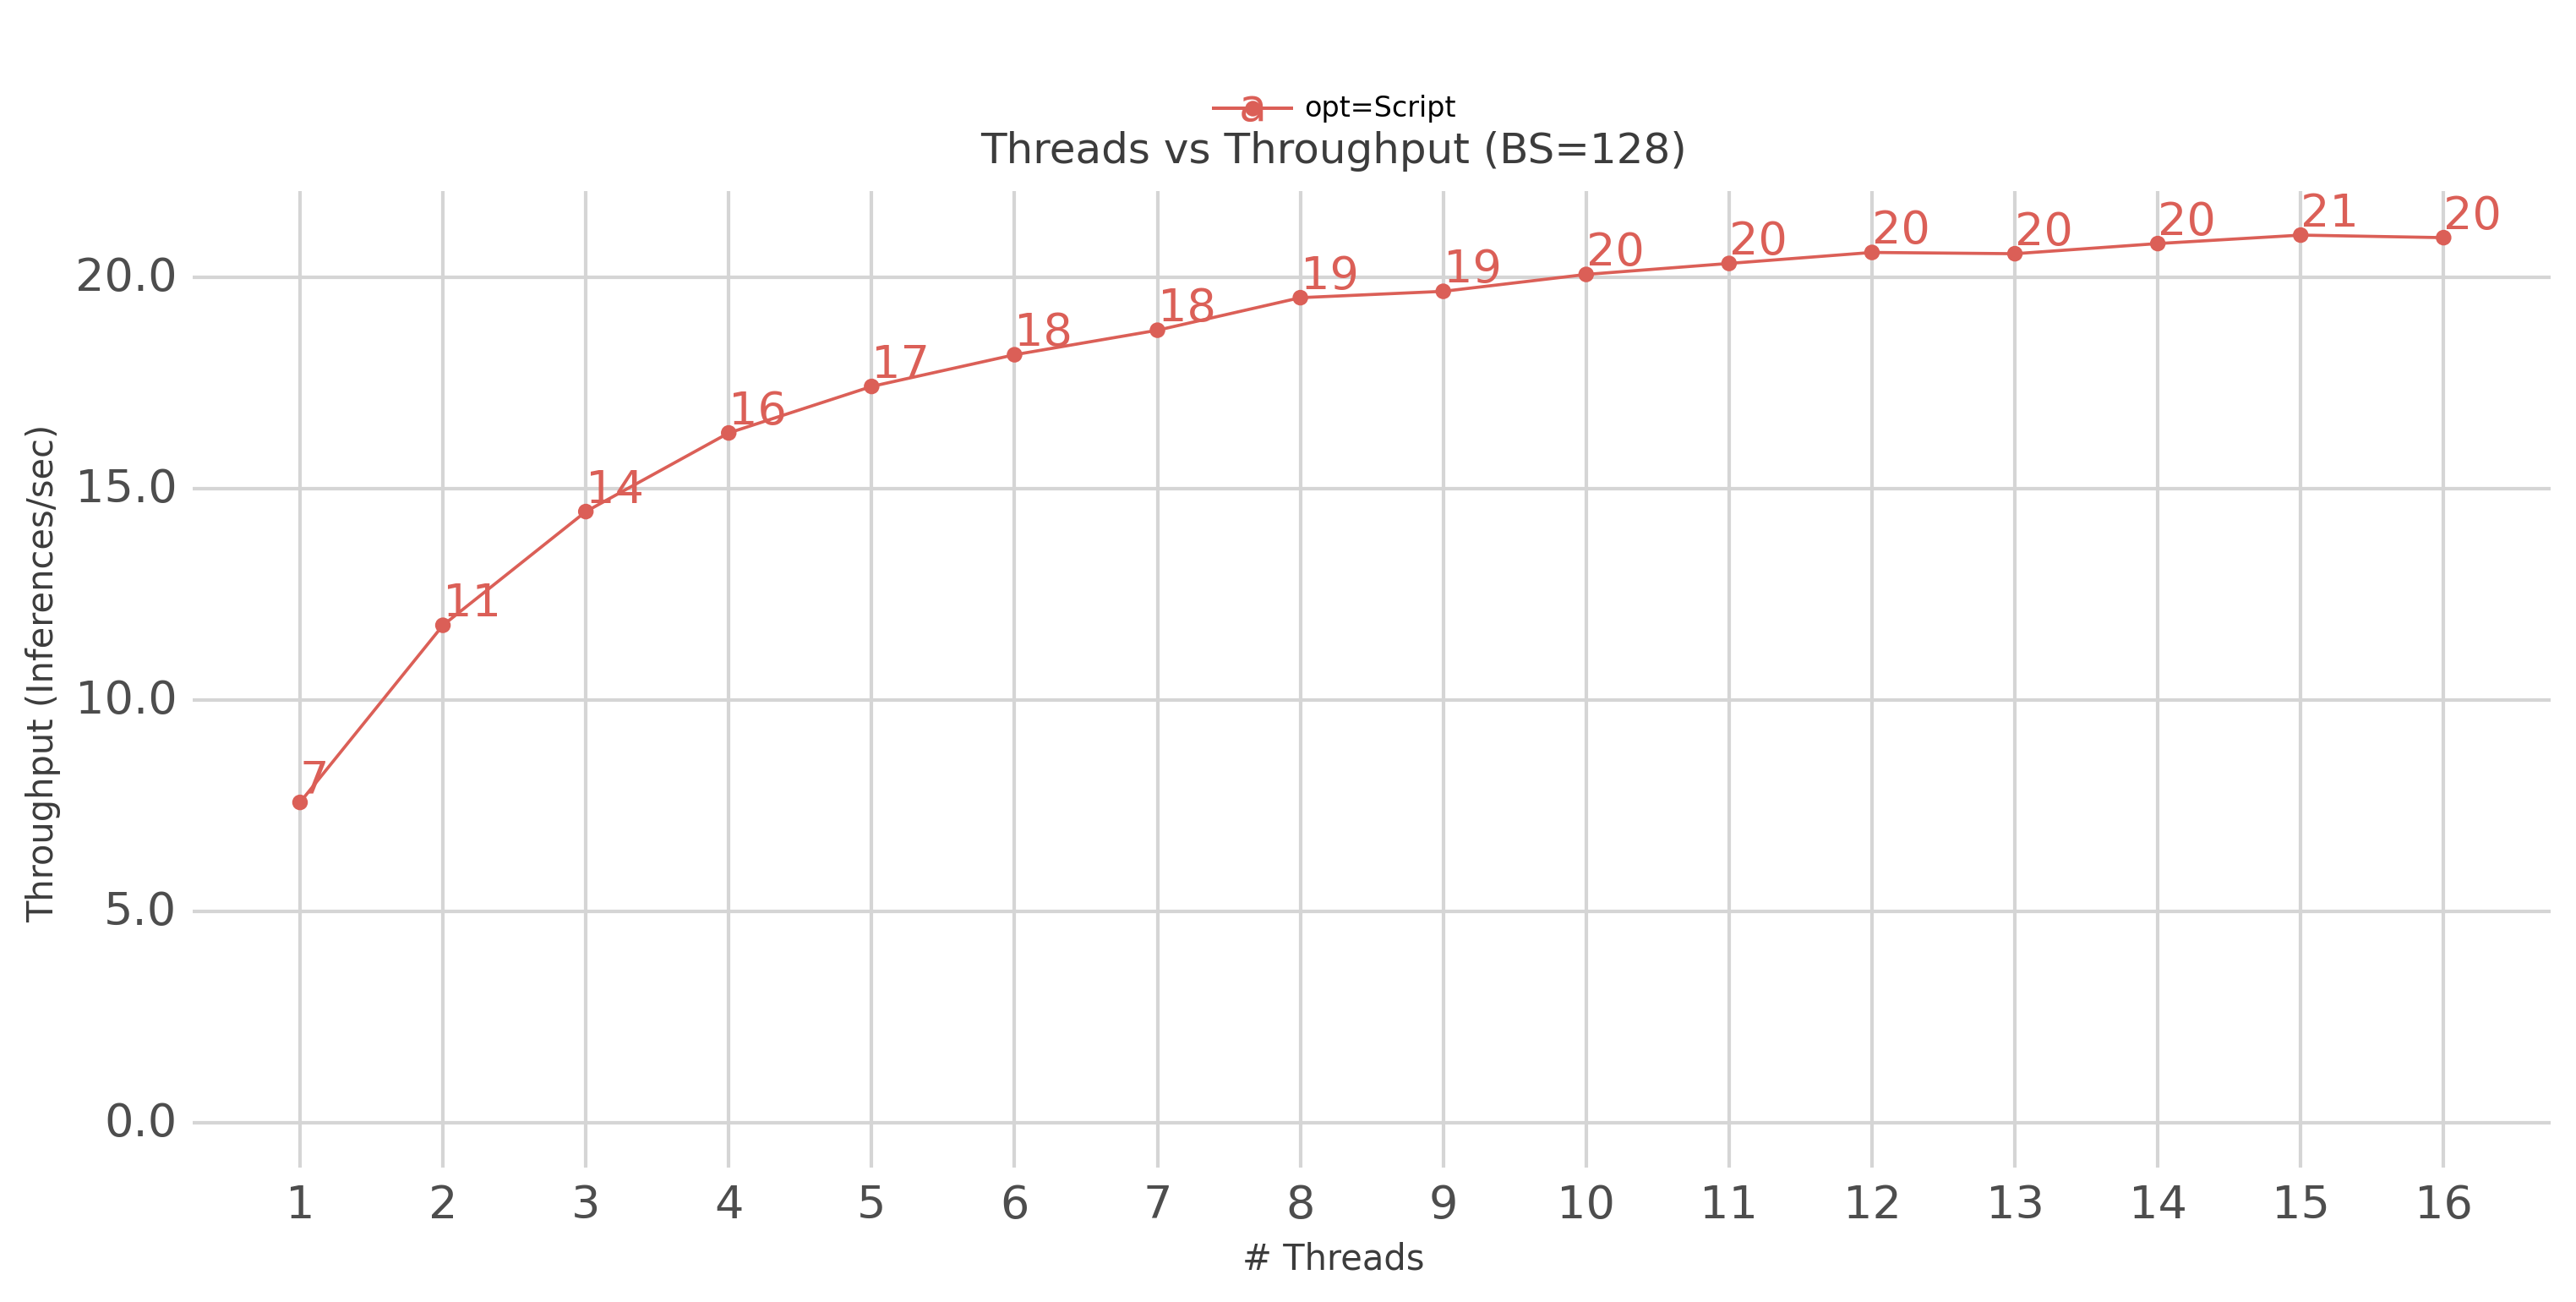 a opt=Script
Threads vs Throughput (BS=128)
Throughput (Inferences/sec)
20.0
15.0
10.0
5.0
0.0
7 11 14 16 17 18 18 19 19 20 20 20 20 20 21 20
1 2 3 4 5 6 7 8 9 10 11 12 13 14 15 16
# Threads